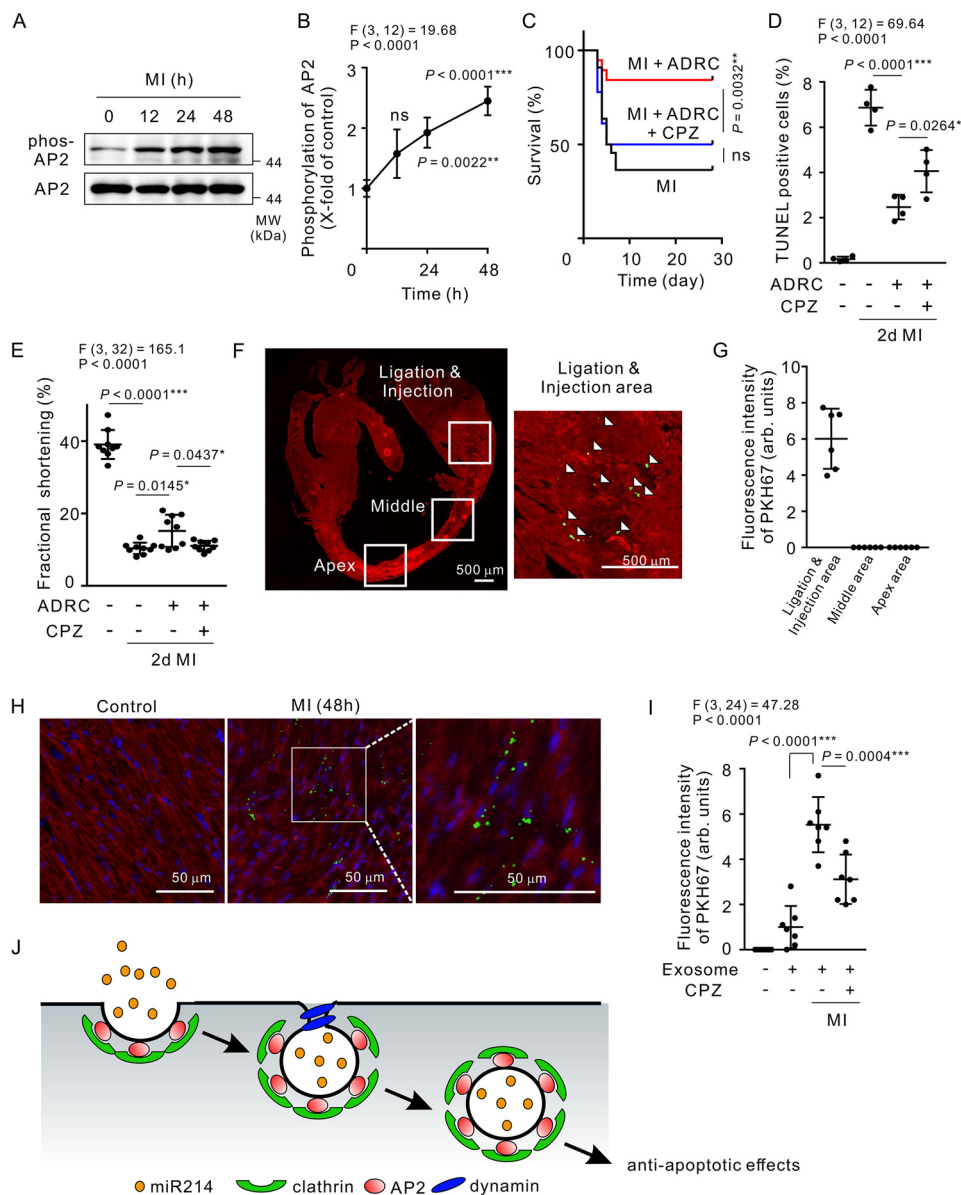 A
MI (h)
0 12 24 48
phos-
AP2
44
AP2
44
MW
(kDa)
B
F (3, 12) = 19.68
P < 0.0001
Phosphorylation of AP2
(X-fold of control)
3
2
1
0 24 48
Time (h)
ns
P < 0.0001***
P = 0.0022**
C
Survival (%)
100
50
0 10 20 30
Time (day)
MI + ADRC
MI + ADRC
+ CPZ
MI
P = 0.0032**
ns
D
F (3, 12) = 69.64
P < 0.0001
P < 0.0001***
P = 0.0264*
TUNEL positive cells (%)
8
6
4
2
0
ADRC - - + +
CPZ - - - +
2d MI
E
F (3, 32) = 165.1
P < 0.0001
P < 0.0001***
P = 0.0437*
P = 0.0145*
Fractional shortening (%)
40
20
0
ADRC - - + +
CPZ - - - +
2d MI
F
Ligation &
Injection
Middle
Apex
500 μm
Ligation &
Injection area
500 μm
G
Fluorescence intensity
of PKH67 (arb. units)
10
8
6
4
2
0
Ligation &
Injection area
Middle area
Apex area
H
Control
MI (48h)
50 μm
50 μm
50 μm
I
F (3, 24) = 47.28
P < 0.0001
P < 0.0001***
P = 0.0004***
Fluorescence intensity
of PKH67 (arb. units)
8
6
4
2
0
Exosome - + + +
CPZ - - - +
MI
J
anti-apoptotic effects
miR214 clathrin AP2 dynamin